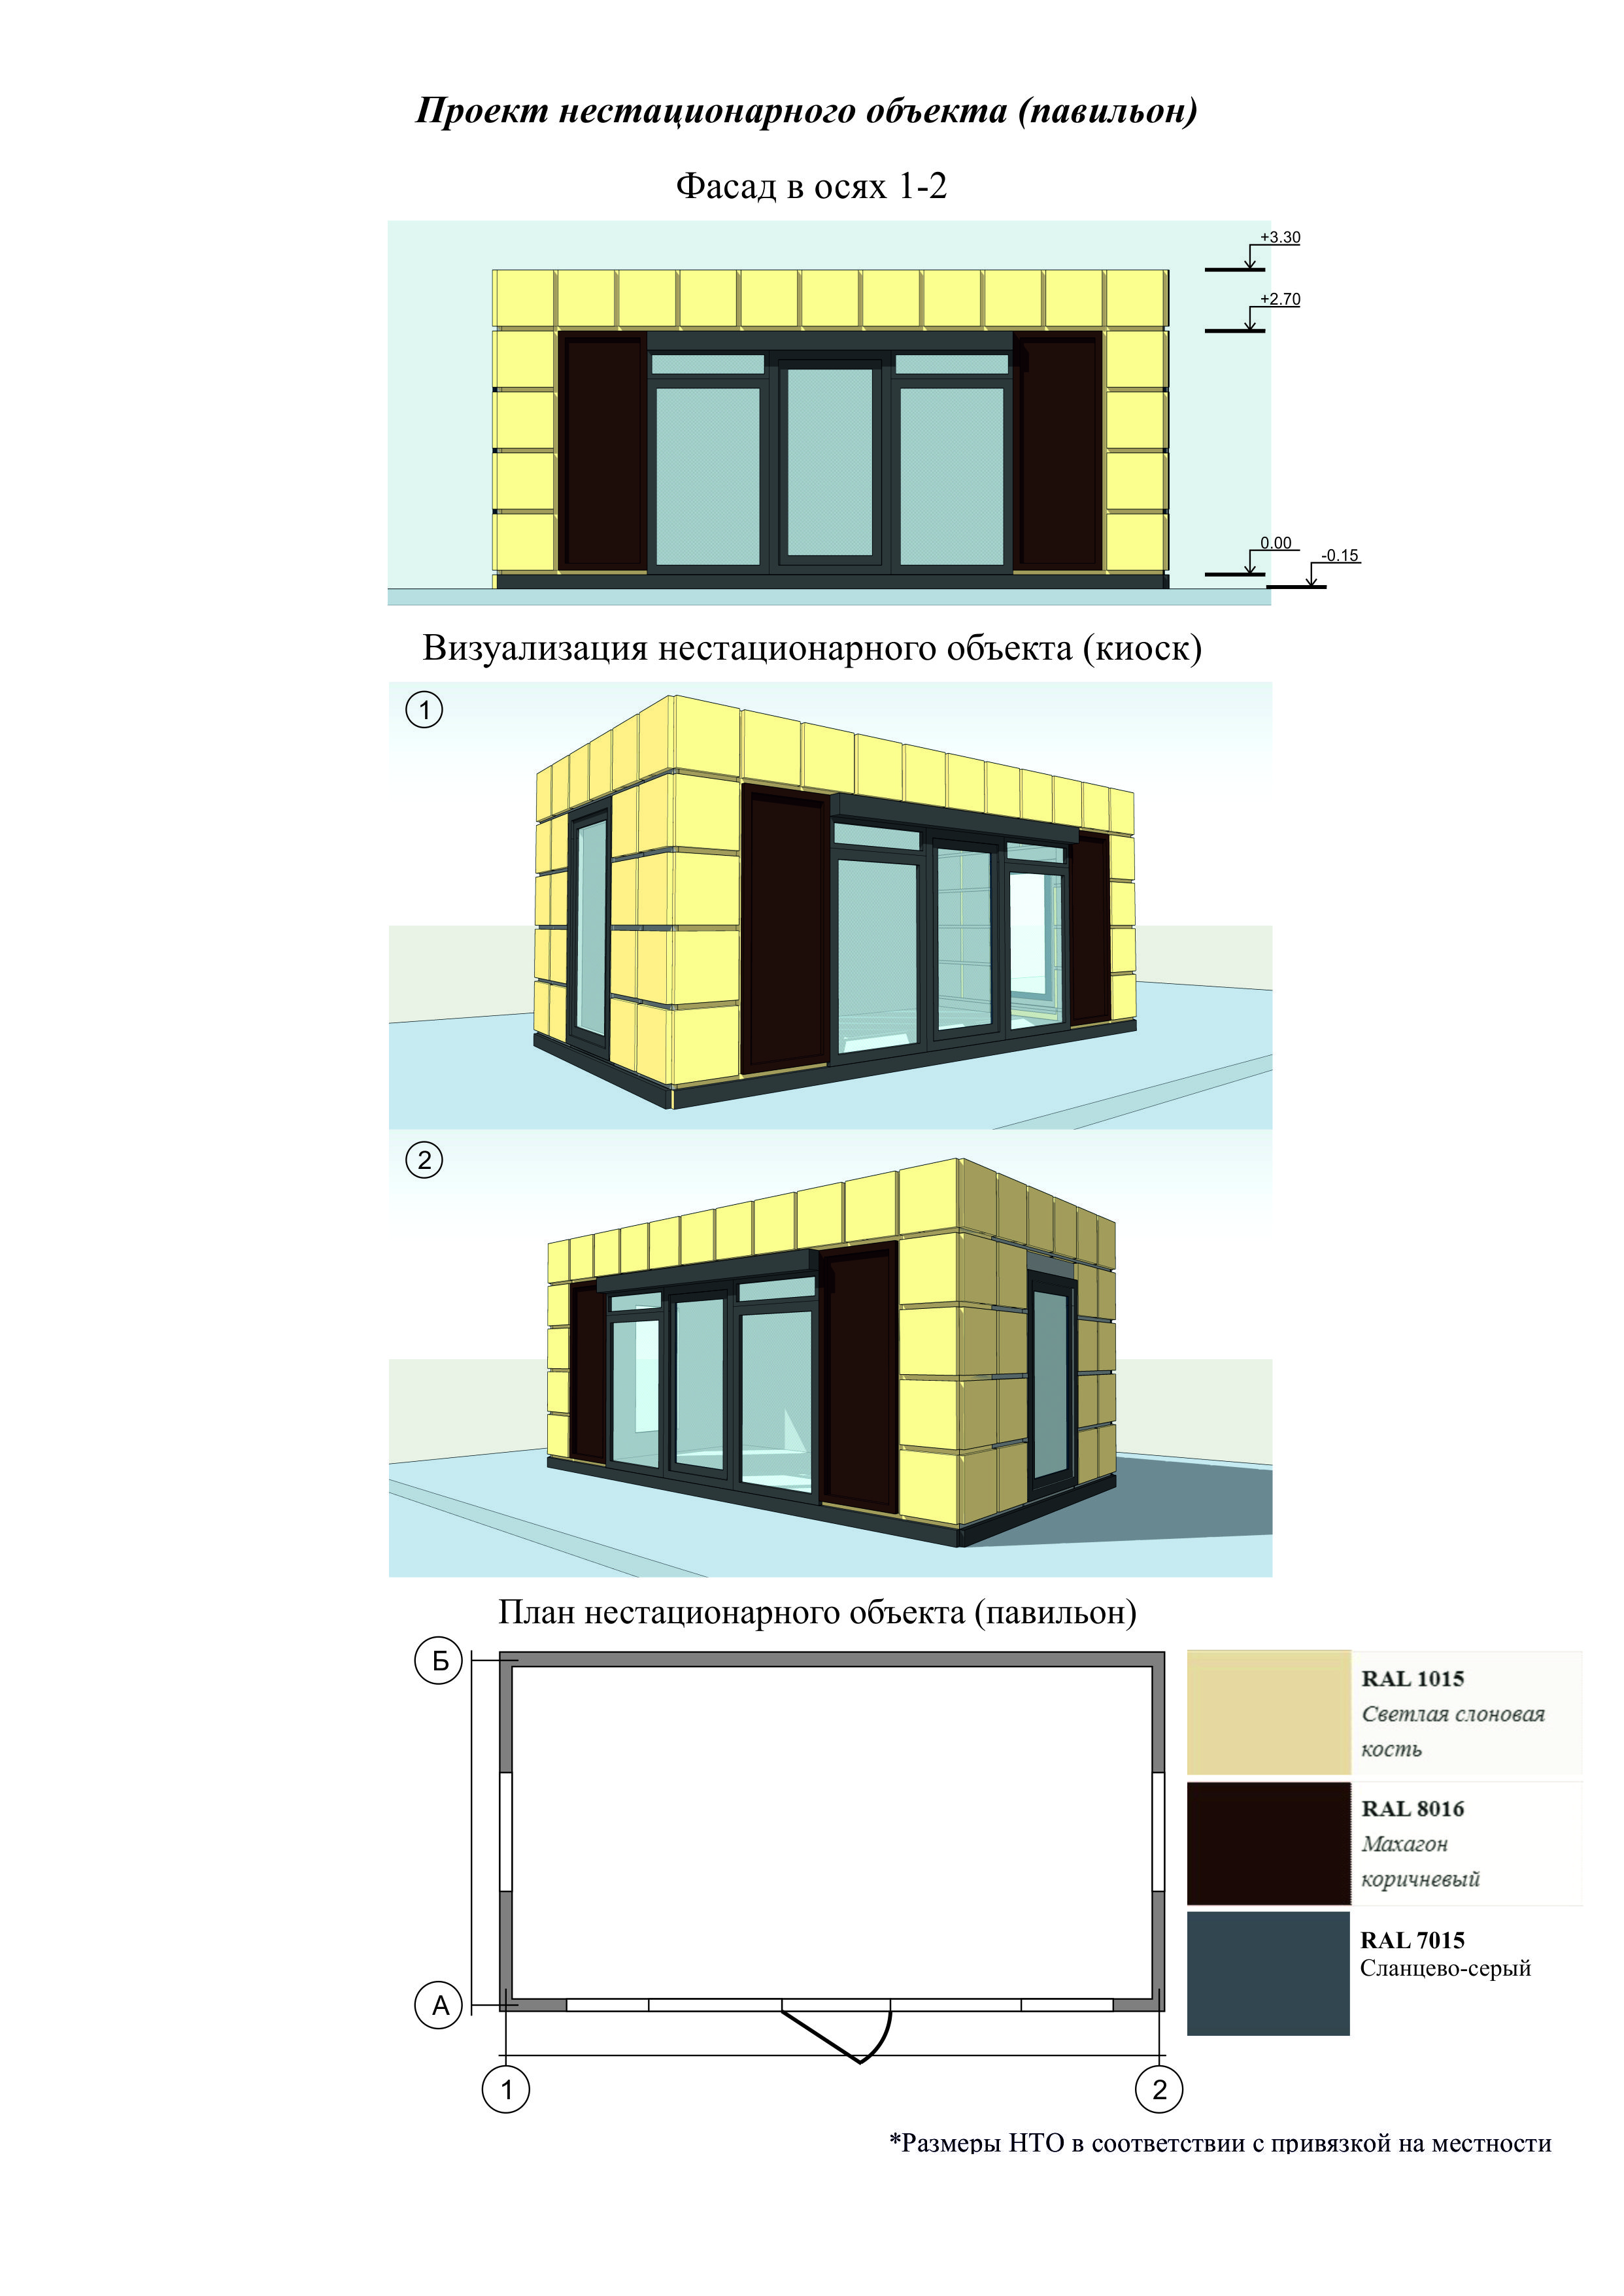 Проект нестационарного объекта (павильон)
Фасад в осях 1-2
+3.30
+2.70
0.00
-0.15
Визуализация нестационарного объекта (киоск)
1
2
План нестационарного объекта (павильон)
Б
А
1
2
RAL 1015
Светлая слоновая
кость
RAL 8016
Махагон
коричневый
RAL 7015
Сланцево-серый
*Размеры НТО в соответствии с привязкой на местности